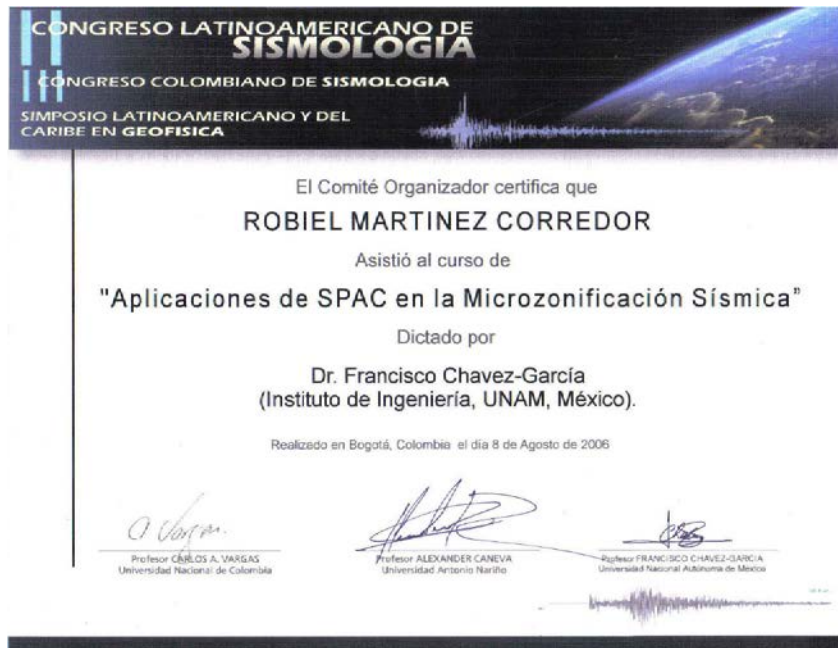 II CONGRESO LATINOAMERICANO DE
SISMOLOGIA
III CONGRESO COLOMBIANO DE SISMOLOGIA
SIMPOSIO LATINOAMERICANO Y DEL
CARIBE EN GEOFISICA
El Comité Organizador certifica que
ROBIEL MARTINEZ CORREDOR
Asistió al curso de
"Aplicaciones de SPAC en la Microzonificación Sísmica”
Dictado por
Dr. Francisco Chavez-García
(Instituto de Ingeniería, UNAM, México).
Realizado en Bogotá, Colombia el día 8 de Agosto de 2006
Profesor CARLOS A. VARGAS
Universidad Nacional de Colombia
Profesor ALEXANDER CANEVA
Universidad Antonio Nariño
Profesor FRANCISCO CHAVEZ-GARCIA
Universidad Nacional Autónoma de México